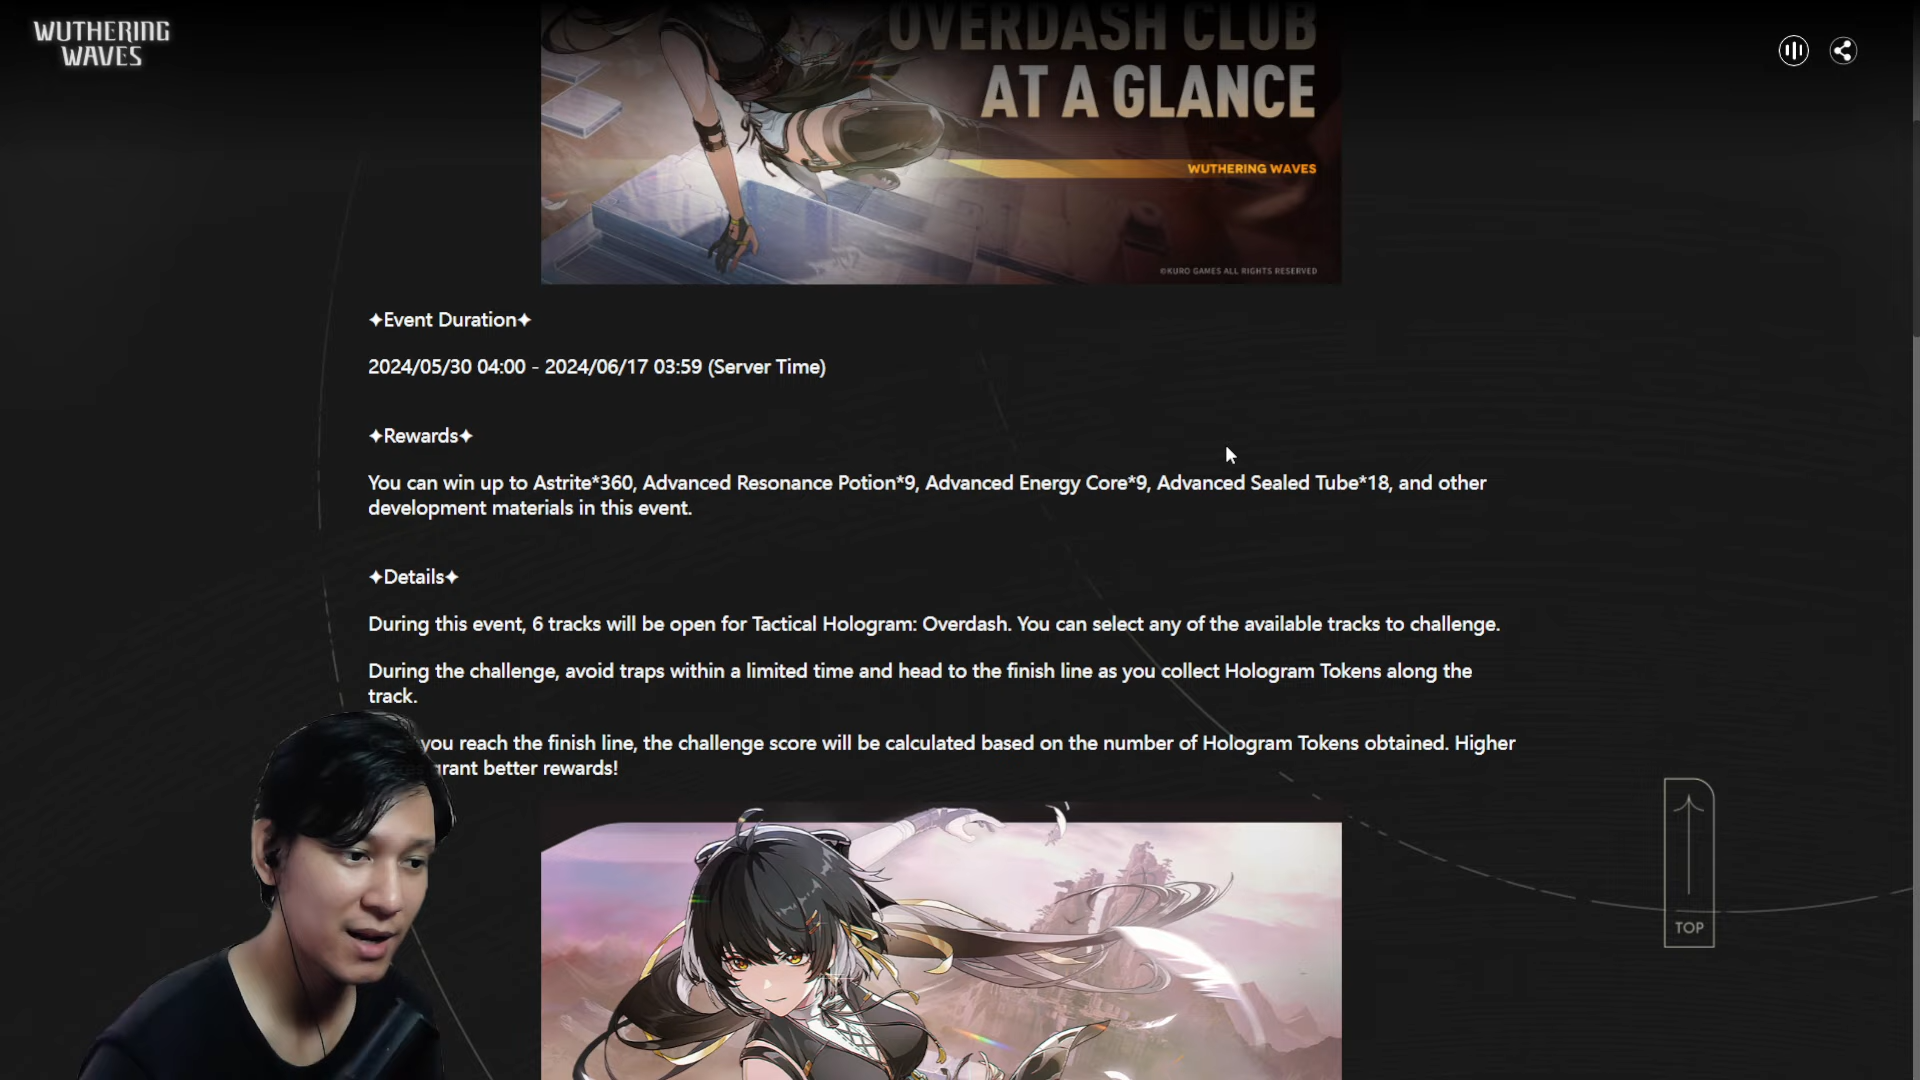 WUTHERING
WAVES
OVERDASH CLUB
AT A GLANCE
WUTHERING WAVES
©KURO GAMES ALL RIGHTS RESERVED
✦Event Duration✦
2024/05/30 04:00 - 2024/06/17 03:59 (Server Time)
✦Rewards✦
You can win up to Astrite*360, Advanced Resonance Potion*9, Advanced Energy Core*9, Advanced Sealed Tube*18, and other
development materials in this event.
✦Details✦
During this event, 6 tracks will be open for Tactical Hologram: Overdash. You can select any of the available tracks to challenge.
During the challenge, avoid traps within a limited time and head to the finish line as you collect Hologram Tokens along the
track.
you reach the finish line, the challenge score will be calculated based on the number of Hologram Tokens obtained. Higher
grant better rewards!
TOP